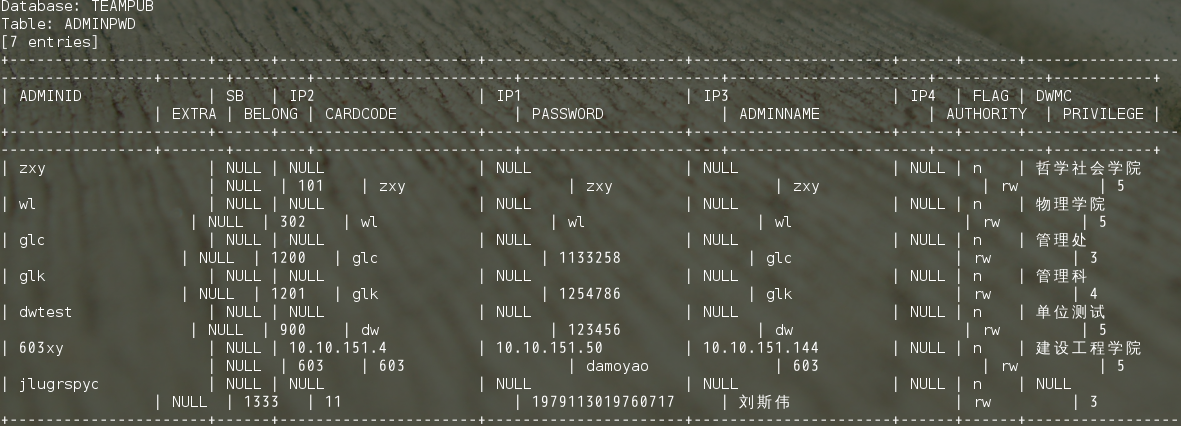 Database: TEAMPUB
Table: ADMINPWD
[7 entries]
+-----------------------+------+-------+-----------------------+-----------------------+-----------------------+------+------+---------------
-----------------+-------+--------+-----------------------+-----------------------+-----------------------+-----------+-----------+
| ADMINID | SB | IP2 | IP1 | IP3 | IP4 | FLAG | DWMC
| EXTRA | BELONG | CARDCODE | PASSWORD | ADMINNAME | AUTHORITY | PRIVILEGE |
| zxy | NULL | NULL | NULL | NULL | NULL | n | 哲学社会学院
| NULL | 101 | zxy | zxy | zxy | rw | 5
| wl | NULL | NULL | NULL | NULL | NULL | n | 物理学院
| NULL | 302 | wl | wl | wl | rw | 5
| glc | NULL | NULL | NULL | NULL | NULL | n | 管理处
| NULL | 1200 | glc | 1133258 | glc | rw | 3
| glk | NULL | NULL | NULL | NULL | NULL | n | 管理科
| NULL | 1201 | glk | 1254786 | glk | rw | 4
| dwtest | NULL | NULL | NULL | NULL | NULL | n | 单位测试
| NULL | 900 | dw | 123456 | dw | rw | 5
| 603xy | NULL | 10.10.151.4 | 10.10.151.50 | 10.10.151.144 | NULL | n | 建设工程学院
| NULL | 603 | 603 | damoyao | 603 | rw | 5
| jlugrspyc | NULL | NULL | NULL | NULL | NULL | n | NULL
| NULL | 1333 | 11 | 1979113019760717 | 刘斯伟 | rw | 3